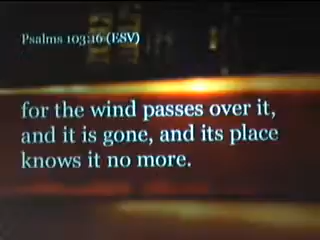 Psalms 103:16 (ESV)
for the wind passes over it,
and it is gone, and its place
knows it no more.